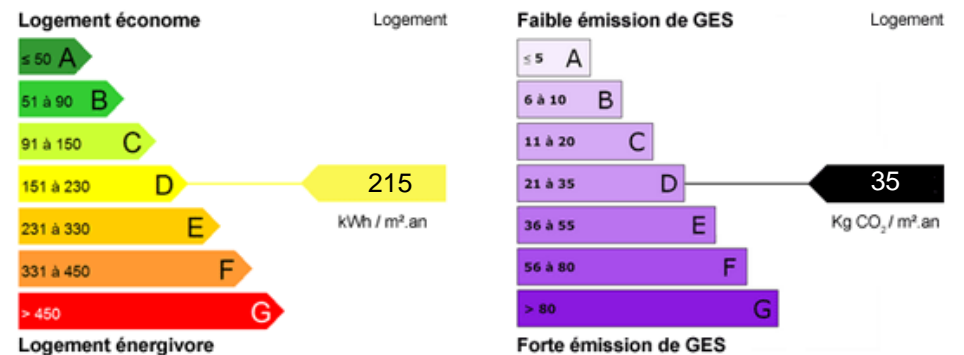 Logement économe Logement
≤ 50 A
51 à 90 B
91 à 150 C
151 à 230 D 215
231 à 330 E kWh / m².an
331 à 450 F
> 450 G
Logement énergivore
Faible émission de GES Logement
≤ 5 A
6 à 10 B
11 à 20 C
21 à 35 D 35
36 à 55 E Kg CO₂ / m².an
56 à 80 F
> 80 G
Forte émission de GES